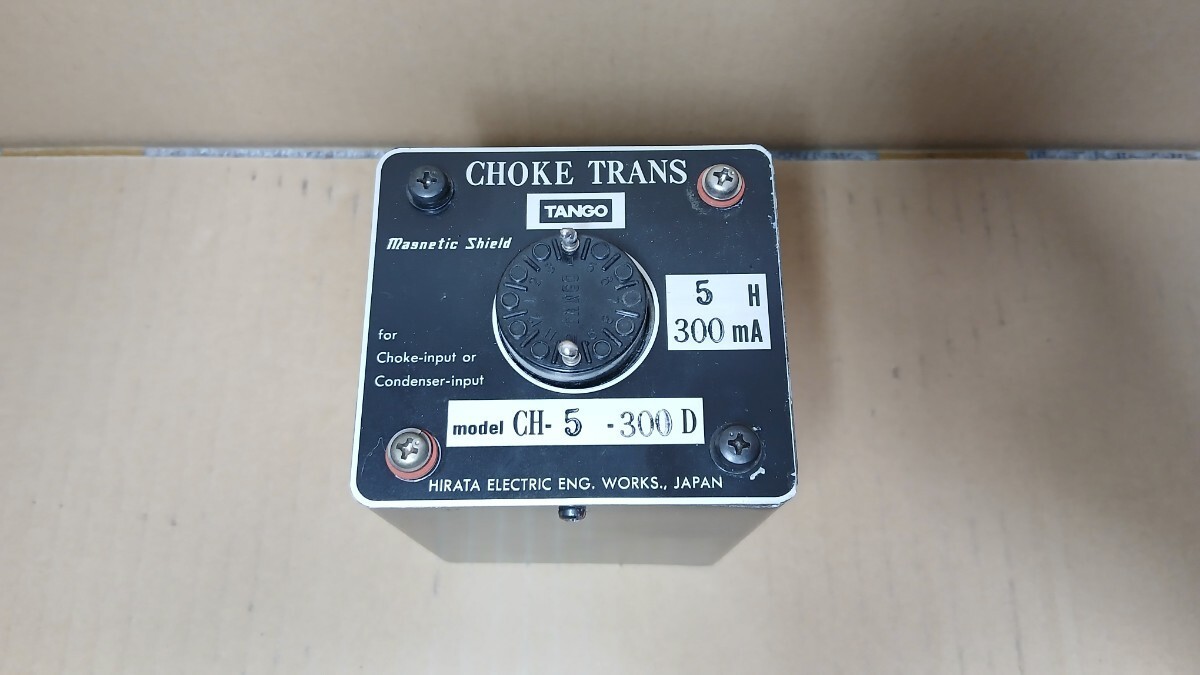 CHOKE TRANS
TANGO
Magnetic Shield
5 H
300 mA
for
Choke-input or
Condenser-input
model CH- 5 -300 D
HIRATA ELECTRIC ENG. WORKS., JAPAN